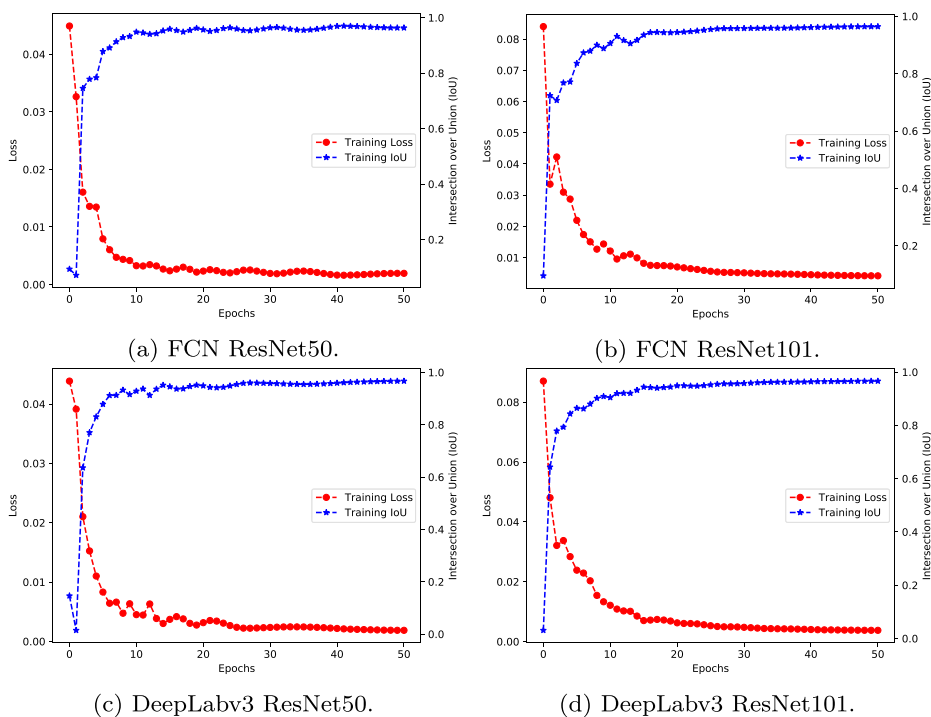 0.04
0.03
0.02
0.01
0.00
Loss
0 10 20 30 40 50
Epochs
1.0
0.8
0.6
0.4
0.2
Intersection over Union (IoU)
Training Loss
Training IoU
(a) FCN ResNet50.
0.08
0.07
0.06
0.05
0.04
0.03
0.02
0.01
Loss
0 10 20 30 40 50
Epochs
1.0
0.8
0.6
0.4
0.2
Intersection over Union (IoU)
Training Loss
Training IoU
(b) FCN ResNet101.
0.04
0.03
0.02
0.01
0.00
Loss
0 10 20 30 40 50
Epochs
1.0
0.8
0.6
0.4
0.2
0.0
Intersection over Union (IoU)
Training Loss
Training IoU
(c) DeepLabv3 ResNet50.
0.08
0.06
0.04
0.02
0.00
Loss
0 10 20 30 40 50
Epochs
1.0
0.8
0.6
0.4
0.2
0.0
Intersection over Union (IoU)
Training Loss
Training IoU
(d) DeepLabv3 ResNet101.